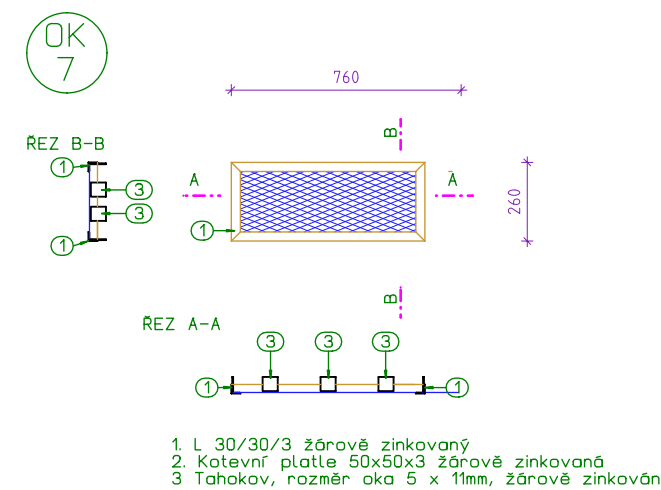 OK
7
760
ŘEZ B-B
B
1
3
3
1
A
A
1
260
B
ŘEZ A-A
3
3
3
1
1
1. L 30/30/3 žárově zinkovaný
2. Kotevní platle 50x50x3 žárově zinkovaná
3 Tahokov, rozměr oka 5 x 11mm, žárově zinkován